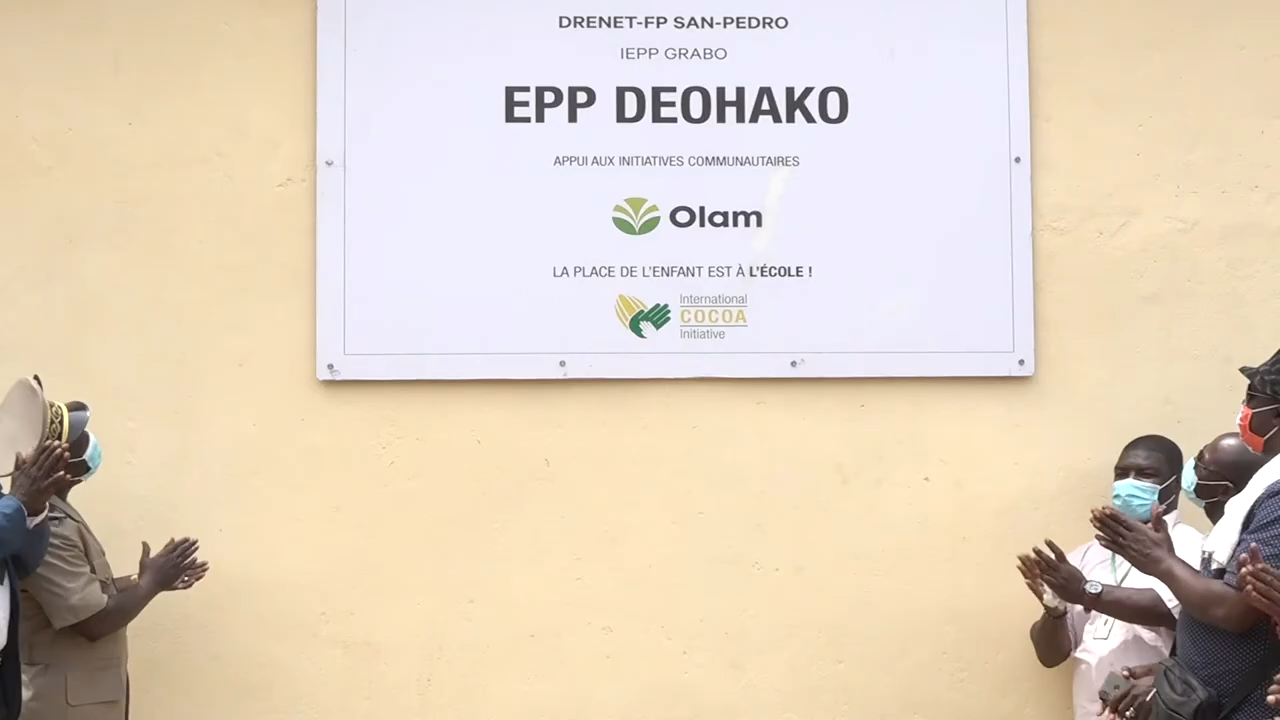 DRENET-FP SAN-PEDRO
IEPP GRABO
EPP DEOHAKO
APPUI AUX INITIATIVES COMMUNAUTAIRES
Olam
LA PLACE DE L'ENFANT EST À L'ÉCOLE !
International
COCOA
Initiative